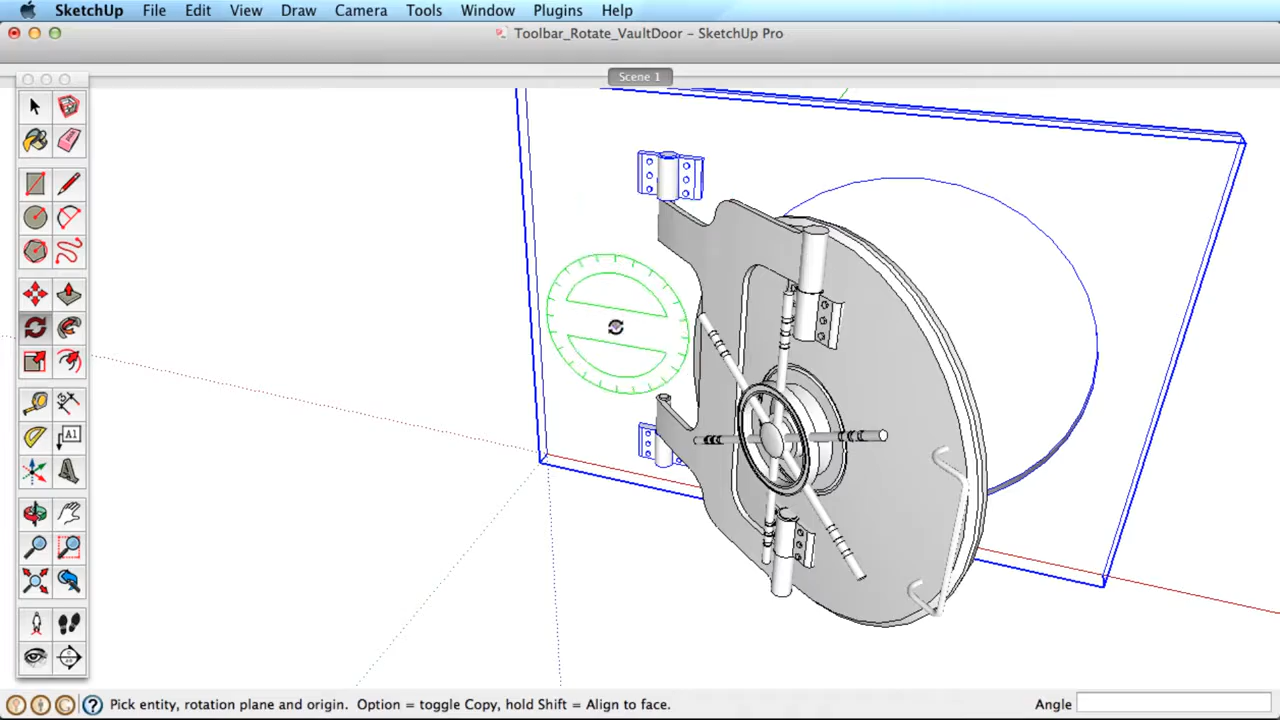 SketchUp File Edit View Draw Camera Tools Window Plugins Help
Toolbar_Rotate_VaultDoor – SketchUp Pro
Scene 1
A1
Pick entity, rotation plane and origin. Option = toggle Copy, hold Shift = Align to face.
Angle